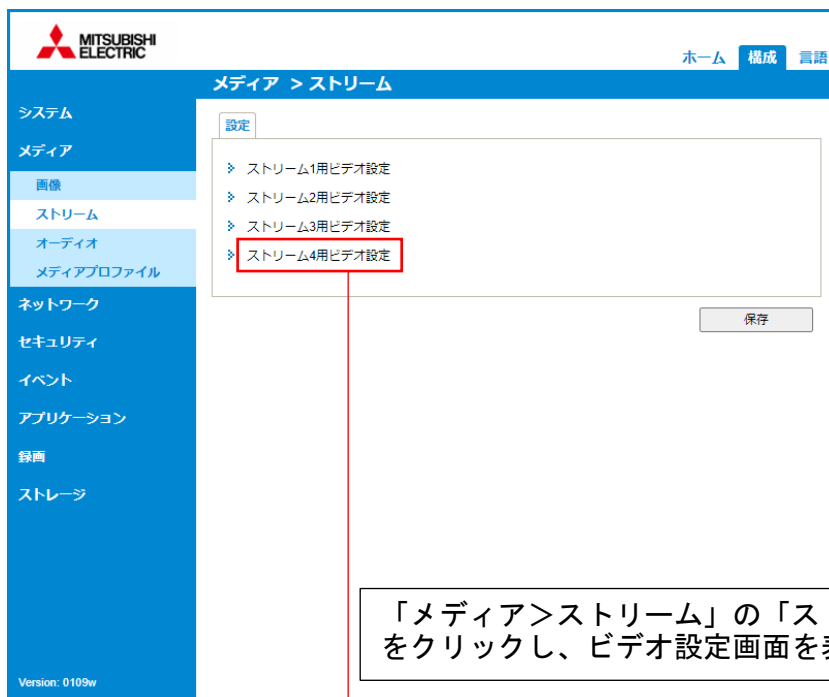 MITSUBISHI
ELECTRIC
ホーム 構成 言語
メディア > ストリーム
システム
メディア
画像
ストリーム
オーディオ
メディアプロファイル
ネットワーク
セキュリティ
イベント
アプリケーション
録画
ストレージ
Version: 0109w
設定
ストリーム1用ビデオ設定
ストリーム2用ビデオ設定
ストリーム3用ビデオ設定
ストリーム4用ビデオ設定
保存
「メディア＞ストリーム」の「ス
をクリックし、ビデオ設定画面を